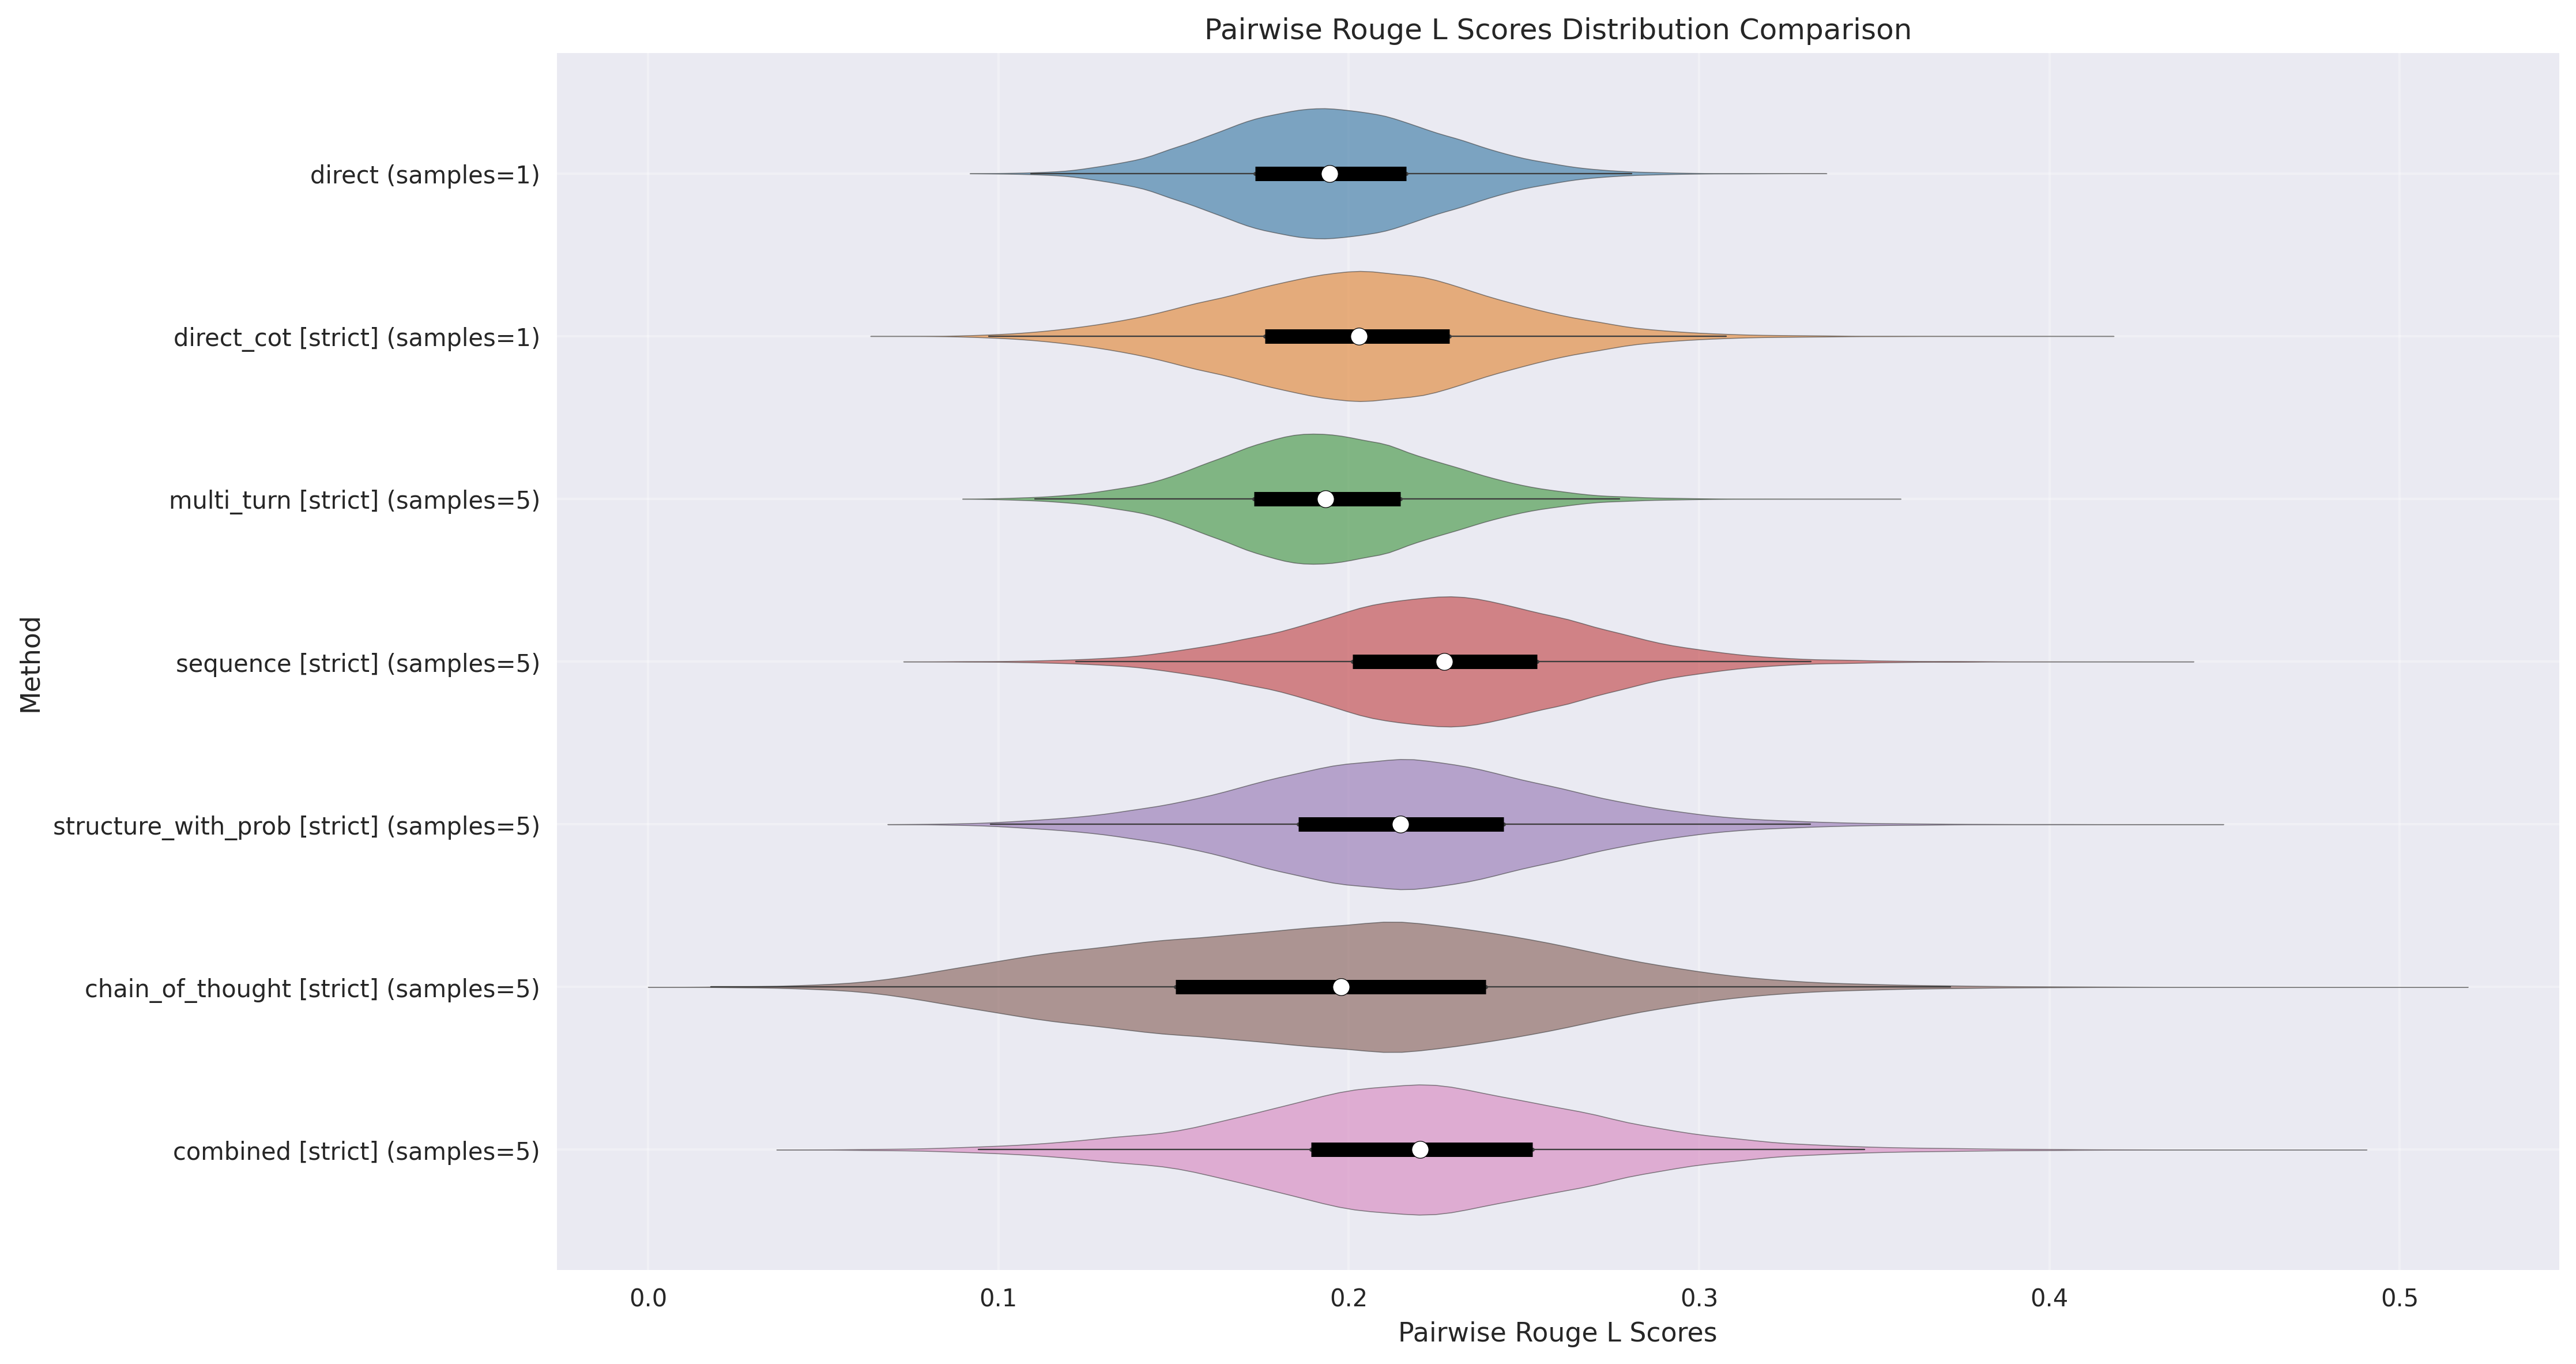 Pairwise Rouge L Scores Distribution Comparison
Method
direct (samples=1)
direct_cot [strict] (samples=1)
multi_turn [strict] (samples=5)
sequence [strict] (samples=5)
structure_with_prob [strict] (samples=5)
chain_of_thought [strict] (samples=5)
combined [strict] (samples=5)
0.0 0.1 0.2 0.3 0.4 0.5
Pairwise Rouge L Scores